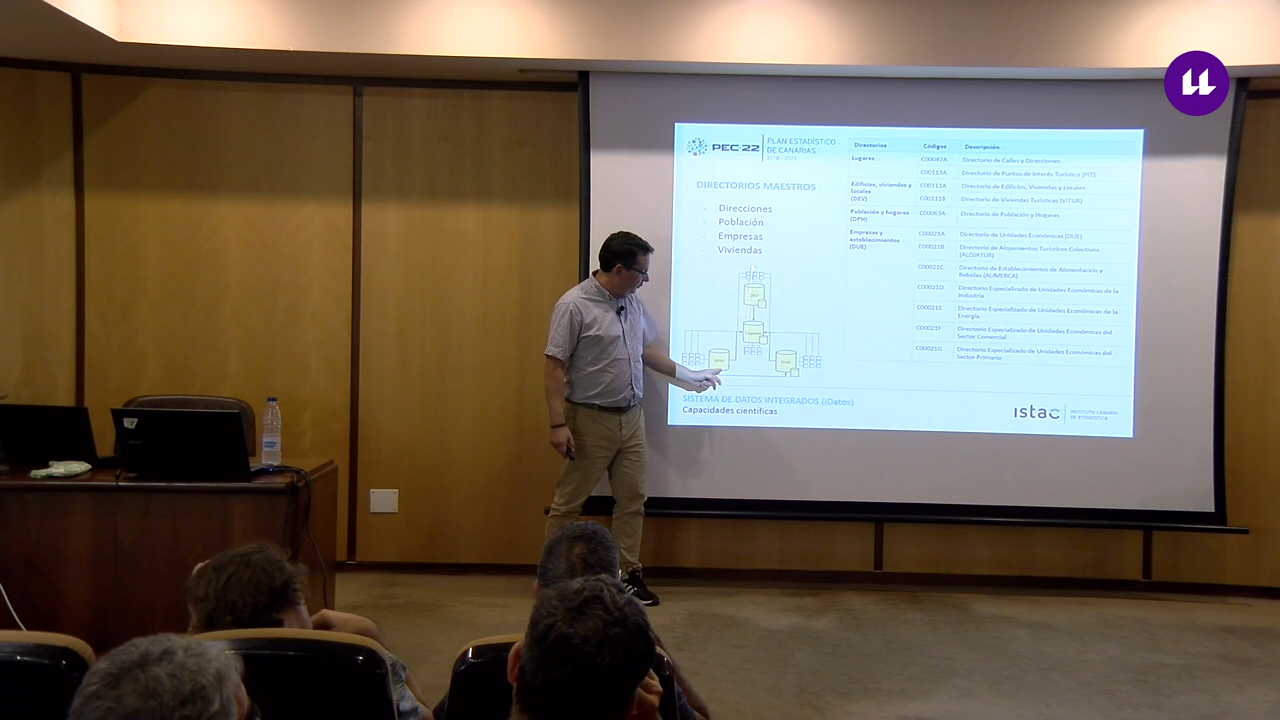 PEC-22
PLAN ESTADÍSTICO
DE CANARIAS
2018 - 2022
DIRECTORIOS MAESTROS
- Direcciones
- Población
- Empresas
- Viviendas
Directorios Códigos Descripción
Lugares C00047A Directorio de Calles y Direcciones
C00113A Directorio de Puntos de Interés Turístico (PIT)
Edificios, viviendas y locales (DEV) C00111A Directorio de Edificios, Viviendas y Locales
C00111B Directorio de Viviendas Turísticas (VITUR)
Población y hogares (DPH) C00063A Directorio de Población y Hogares
Empresas y establecimientos (DUE) C00021A Directorio de Unidades Económicas (DUE)
C00021B Directorio de Alojamientos Turísticos Colectivos (ALOJATUR)
C00021C Directorio de Establecimientos de Alimentación y Bebidas (ALIMERCA)
C00021D Directorio Especializado de Unidades Económicas de la Industria
C00021E Directorio Especializado de Unidades Económicas de la Energía
C00021F Directorio Especializado de Unidades Económicas del Sector Comercial
C00021G Directorio Especializado de Unidades Económicas del Sector Primario
SISTEMA DE DATOS INTEGRADOS (iDatos)
Capacidades científicas
istac
INSTITUTO CANARIO
DE ESTADÍSTICA